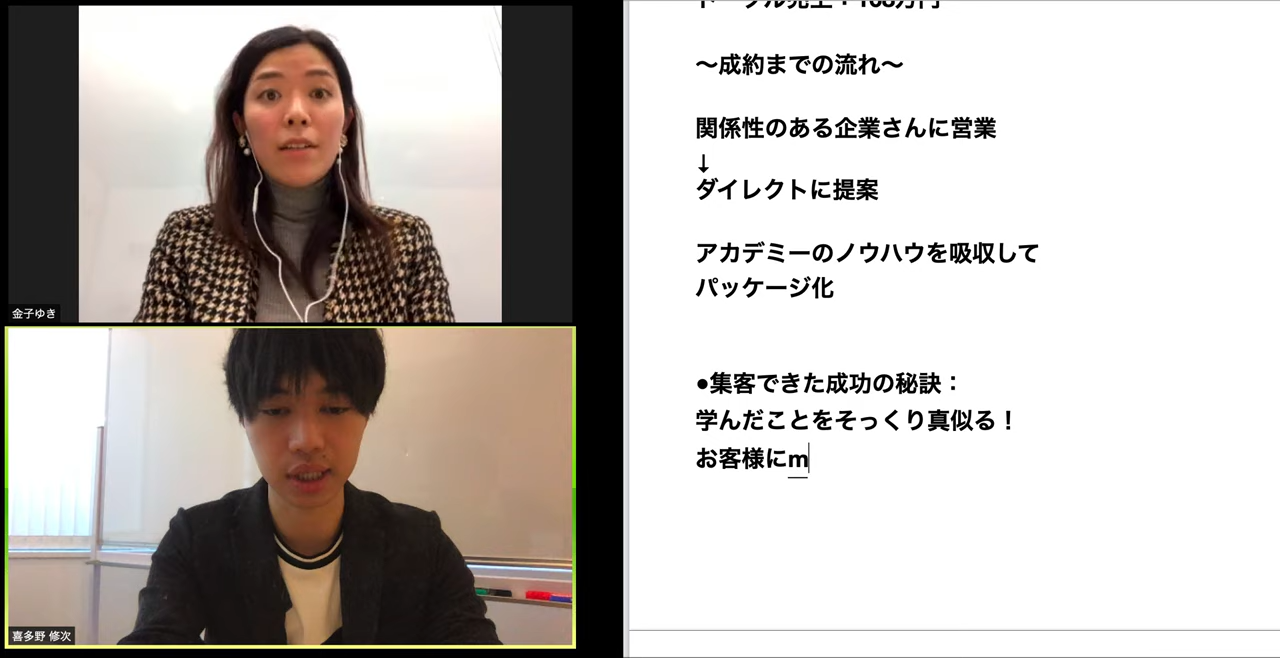 金子ゆき
喜多野 修次
〜成約までの流れ〜
関係性のある企業さんに営業
↓
ダイレクトに提案
アカデミーのノウハウを吸収して
パッケージ化
●集客できた成功の秘訣：
学んだことをそっくり真似る！
お客様にm